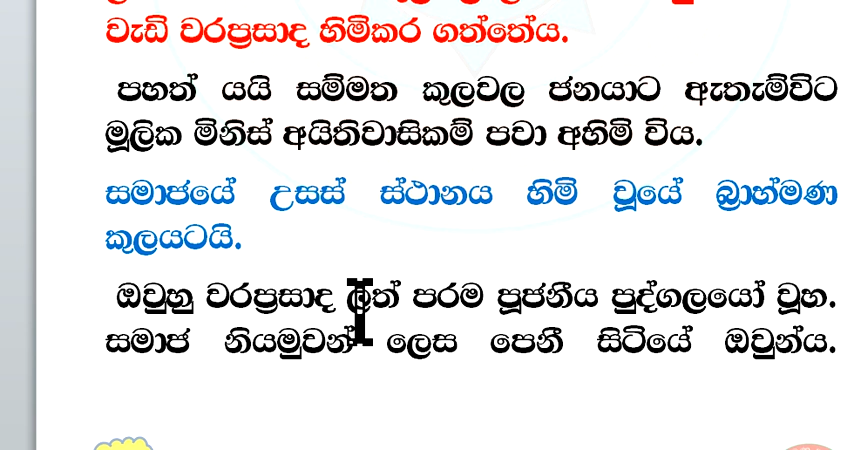 වැඩි වරප්‍රසාද හිමිකර ගත්තේය.
පහත් යයි සම්මත කුලවල ජනයාට ඇතැම්විට
මූලික මිනිස් අයිතිවාසිකම් පවා අහිමි විය.
සමාජයේ උසස් ස්ථානය හිමි වූයේ බ්‍රාහ්මණ
කුලයටයි.
ඔවුහු වරප්‍රසාද ලත් පරම පූජනීය පුද්ගලයෝ වූහ.
සමාජ නියමුවන් ලෙස පෙනී සිටියේ ඔවුන්ය.